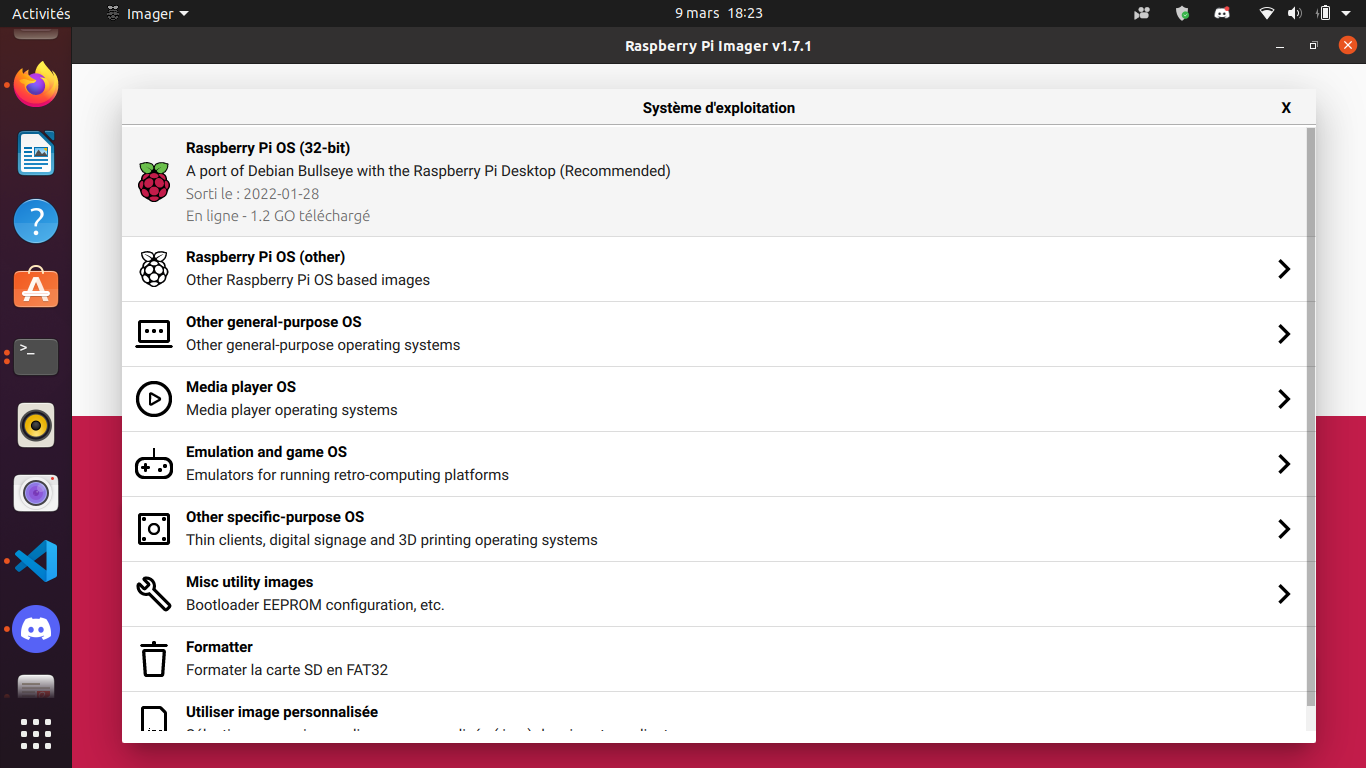 Activités
Imager
9 mars 18:23
Raspberry Pi Imager v1.7.1
Système d'exploitation
X
Raspberry Pi OS (32-bit)
A port of Debian Bullseye with the Raspberry Pi Desktop (Recommended)
Sorti le : 2022-01-28
En ligne - 1.2 GO téléchargé
Raspberry Pi OS (other)
Other Raspberry Pi OS based images
Other general-purpose OS
Other general-purpose operating systems
Media player OS
Media player operating systems
Emulation and game OS
Emulators for running retro-computing platforms
Other specific-purpose OS
Thin clients, digital signage and 3D printing operating systems
Misc utility images
Bootloader EEPROM configuration, etc.
Formatter
Formater la carte SD en FAT32
Utiliser image personnalisée